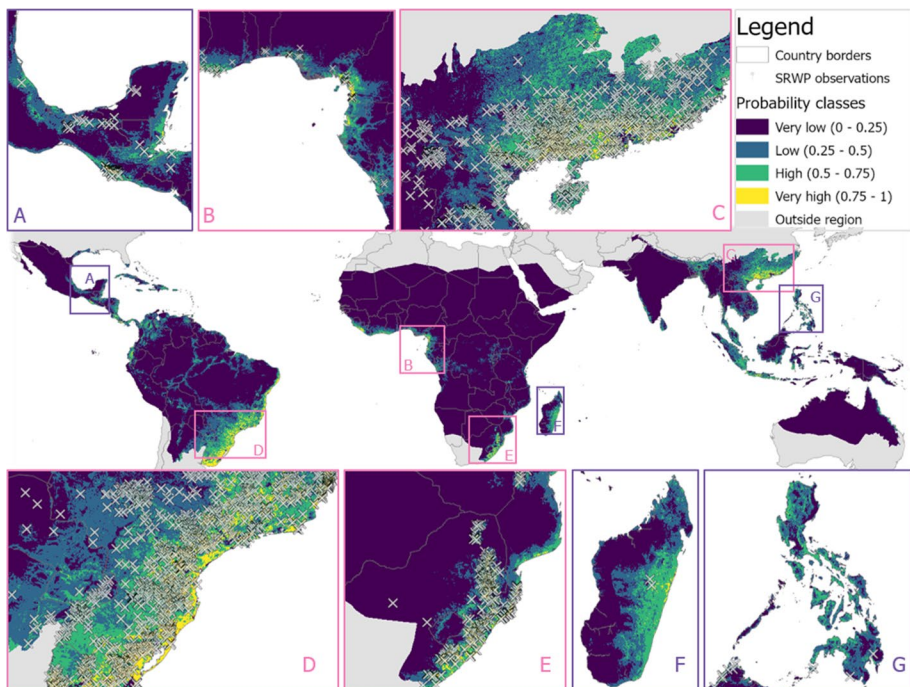 Legend
Country borders
SRWP observations
Probability classes
Very low (0 - 0.25)
Low (0.25 - 0.5)
High (0.5 - 0.75)
Very high (0.75 - 1)
Outside region
A
B
C
A
B
C
D
E
F
G
D
E
F
G